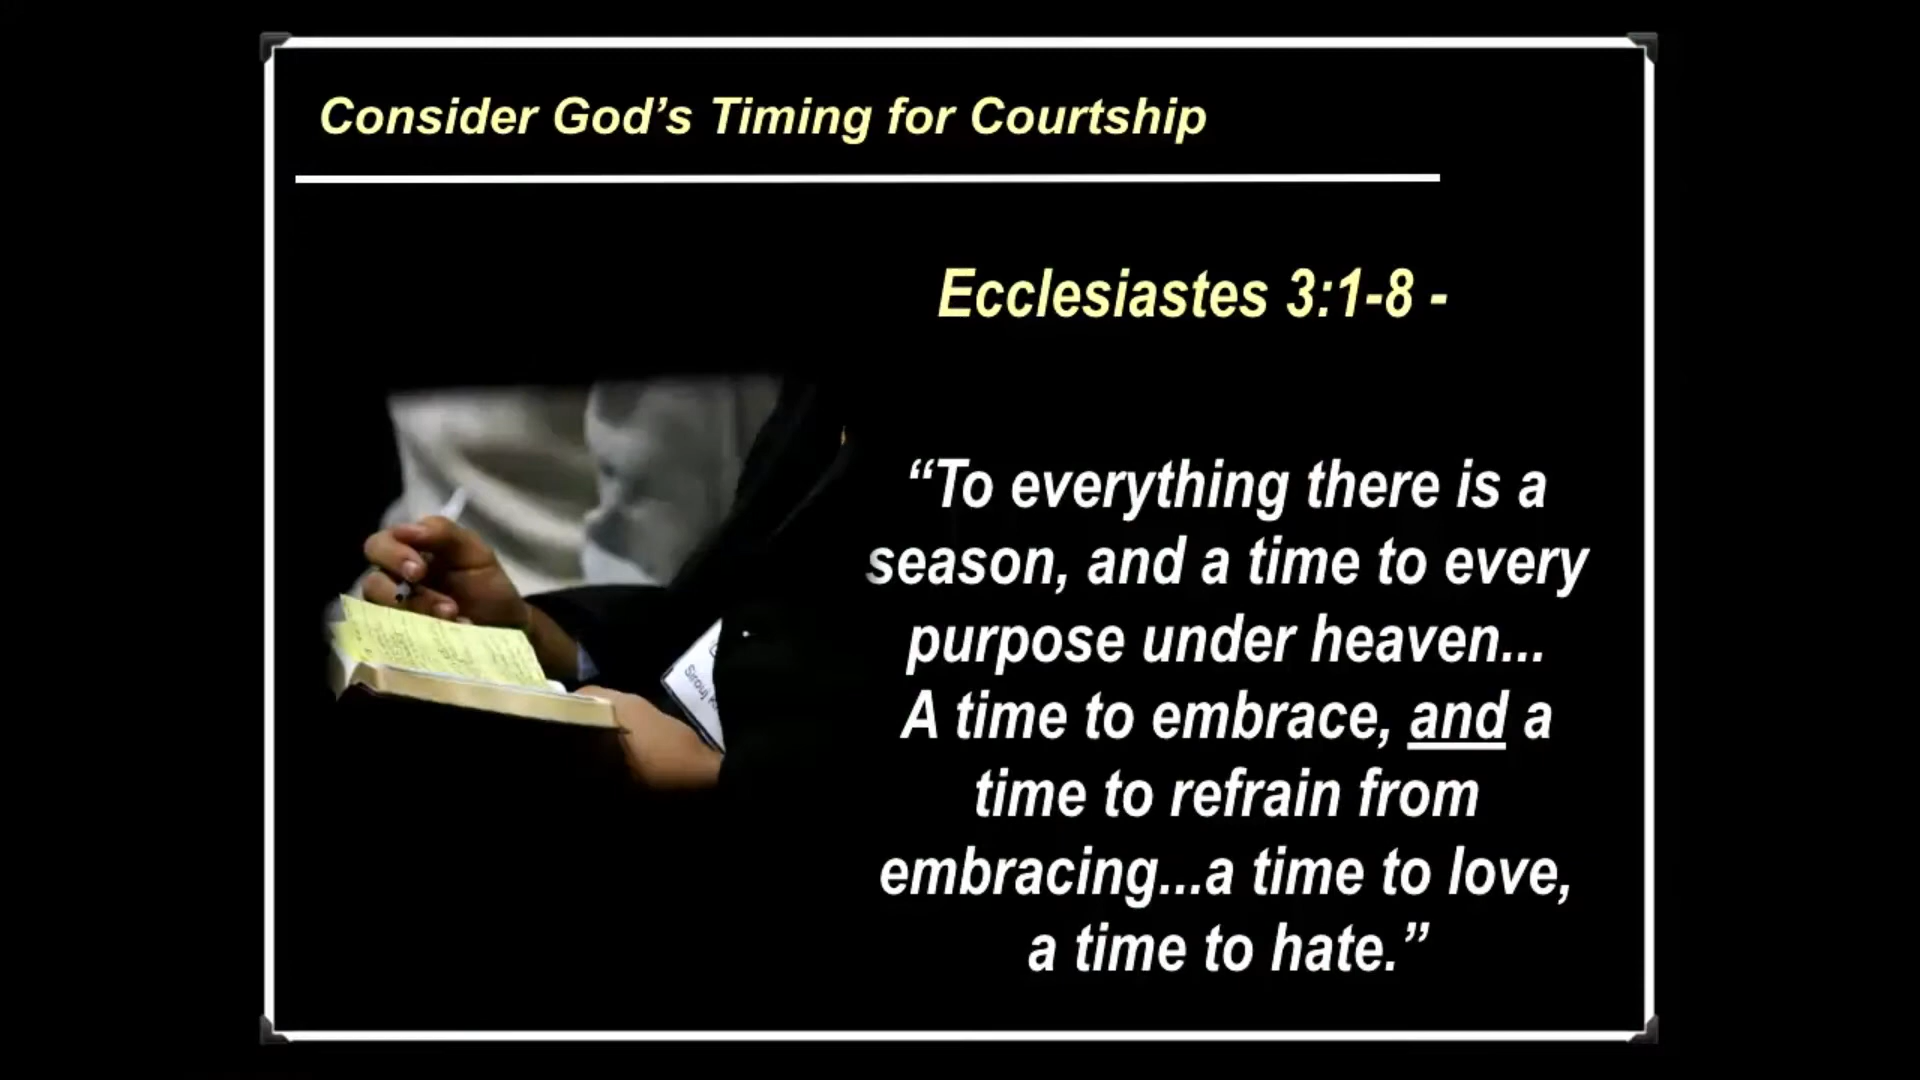 Consider God’s Timing for Courtship
Ecclesiastes 3:1-8 -
“To everything there is a
season, and a time to every
purpose under heaven...
A time to embrace, and a
time to refrain from
embracing...a time to love,
a time to hate.”
Sirouj